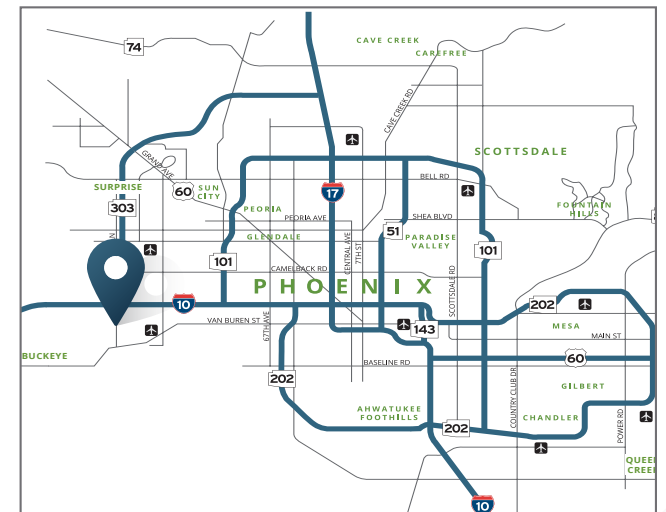 CAVE CREEK
74
CAREFREE
CAVE CREEK RD
SCOTTSDALE
GRAND AVE
BELL RD
SURPRISE
60
SUN
CITY
17
303
PEORIA
FOUNTAIN
HILLS
PEORIA AVE
SHEA BLVD
51
GLENDALE
CENTRAL AVE
7TH ST
PARADISE
VALLEY
N
101
101
CAMELBACK RD
SCOTTSDALE RD
PHOENIX
10
202
VAN BUREN ST
67TH AVE
143
MESA
MAIN ST
BUCKEYE
BASELINE RD
60
202
COUNTRY CLUB DR
GILBERT
AHWATUKEE
FOOTHILLS
CHANDLER
POWER RD
202
QUEE
CREE
10